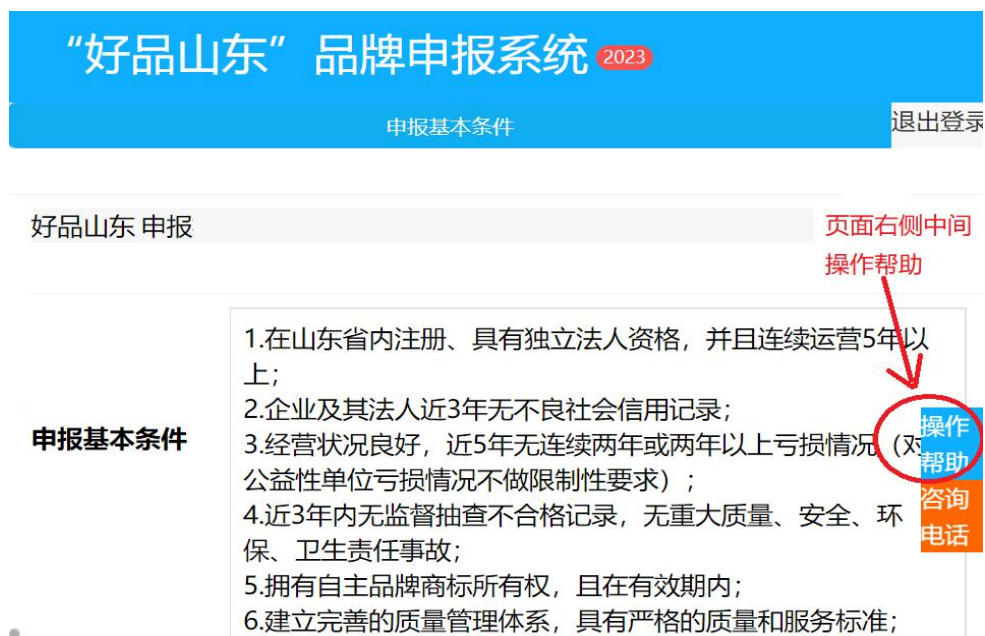 “好品山东”品牌申报系统 2023
申报基本条件
退出登录
好品山东 申报
页面右侧中间
操作帮助
申报基本条件
1.在山东省内注册、具有独立法人资格，并且连续运营5年以
上；
2.企业及其法人近3年无不良社会信用记录；
3.经营状况良好，近5年无连续两年或两年以上亏损情况（对
公益性单位亏损情况不做限制性要求）；
4.近3年内无监督抽查不合格记录，无重大质量、安全、环
保、卫生责任事故；
5.拥有自主品牌商标所有权，且在有效期内；
6.建立完善的质量管理体系，具有严格的质量和服务标准；
操作
帮助
咨询
电话